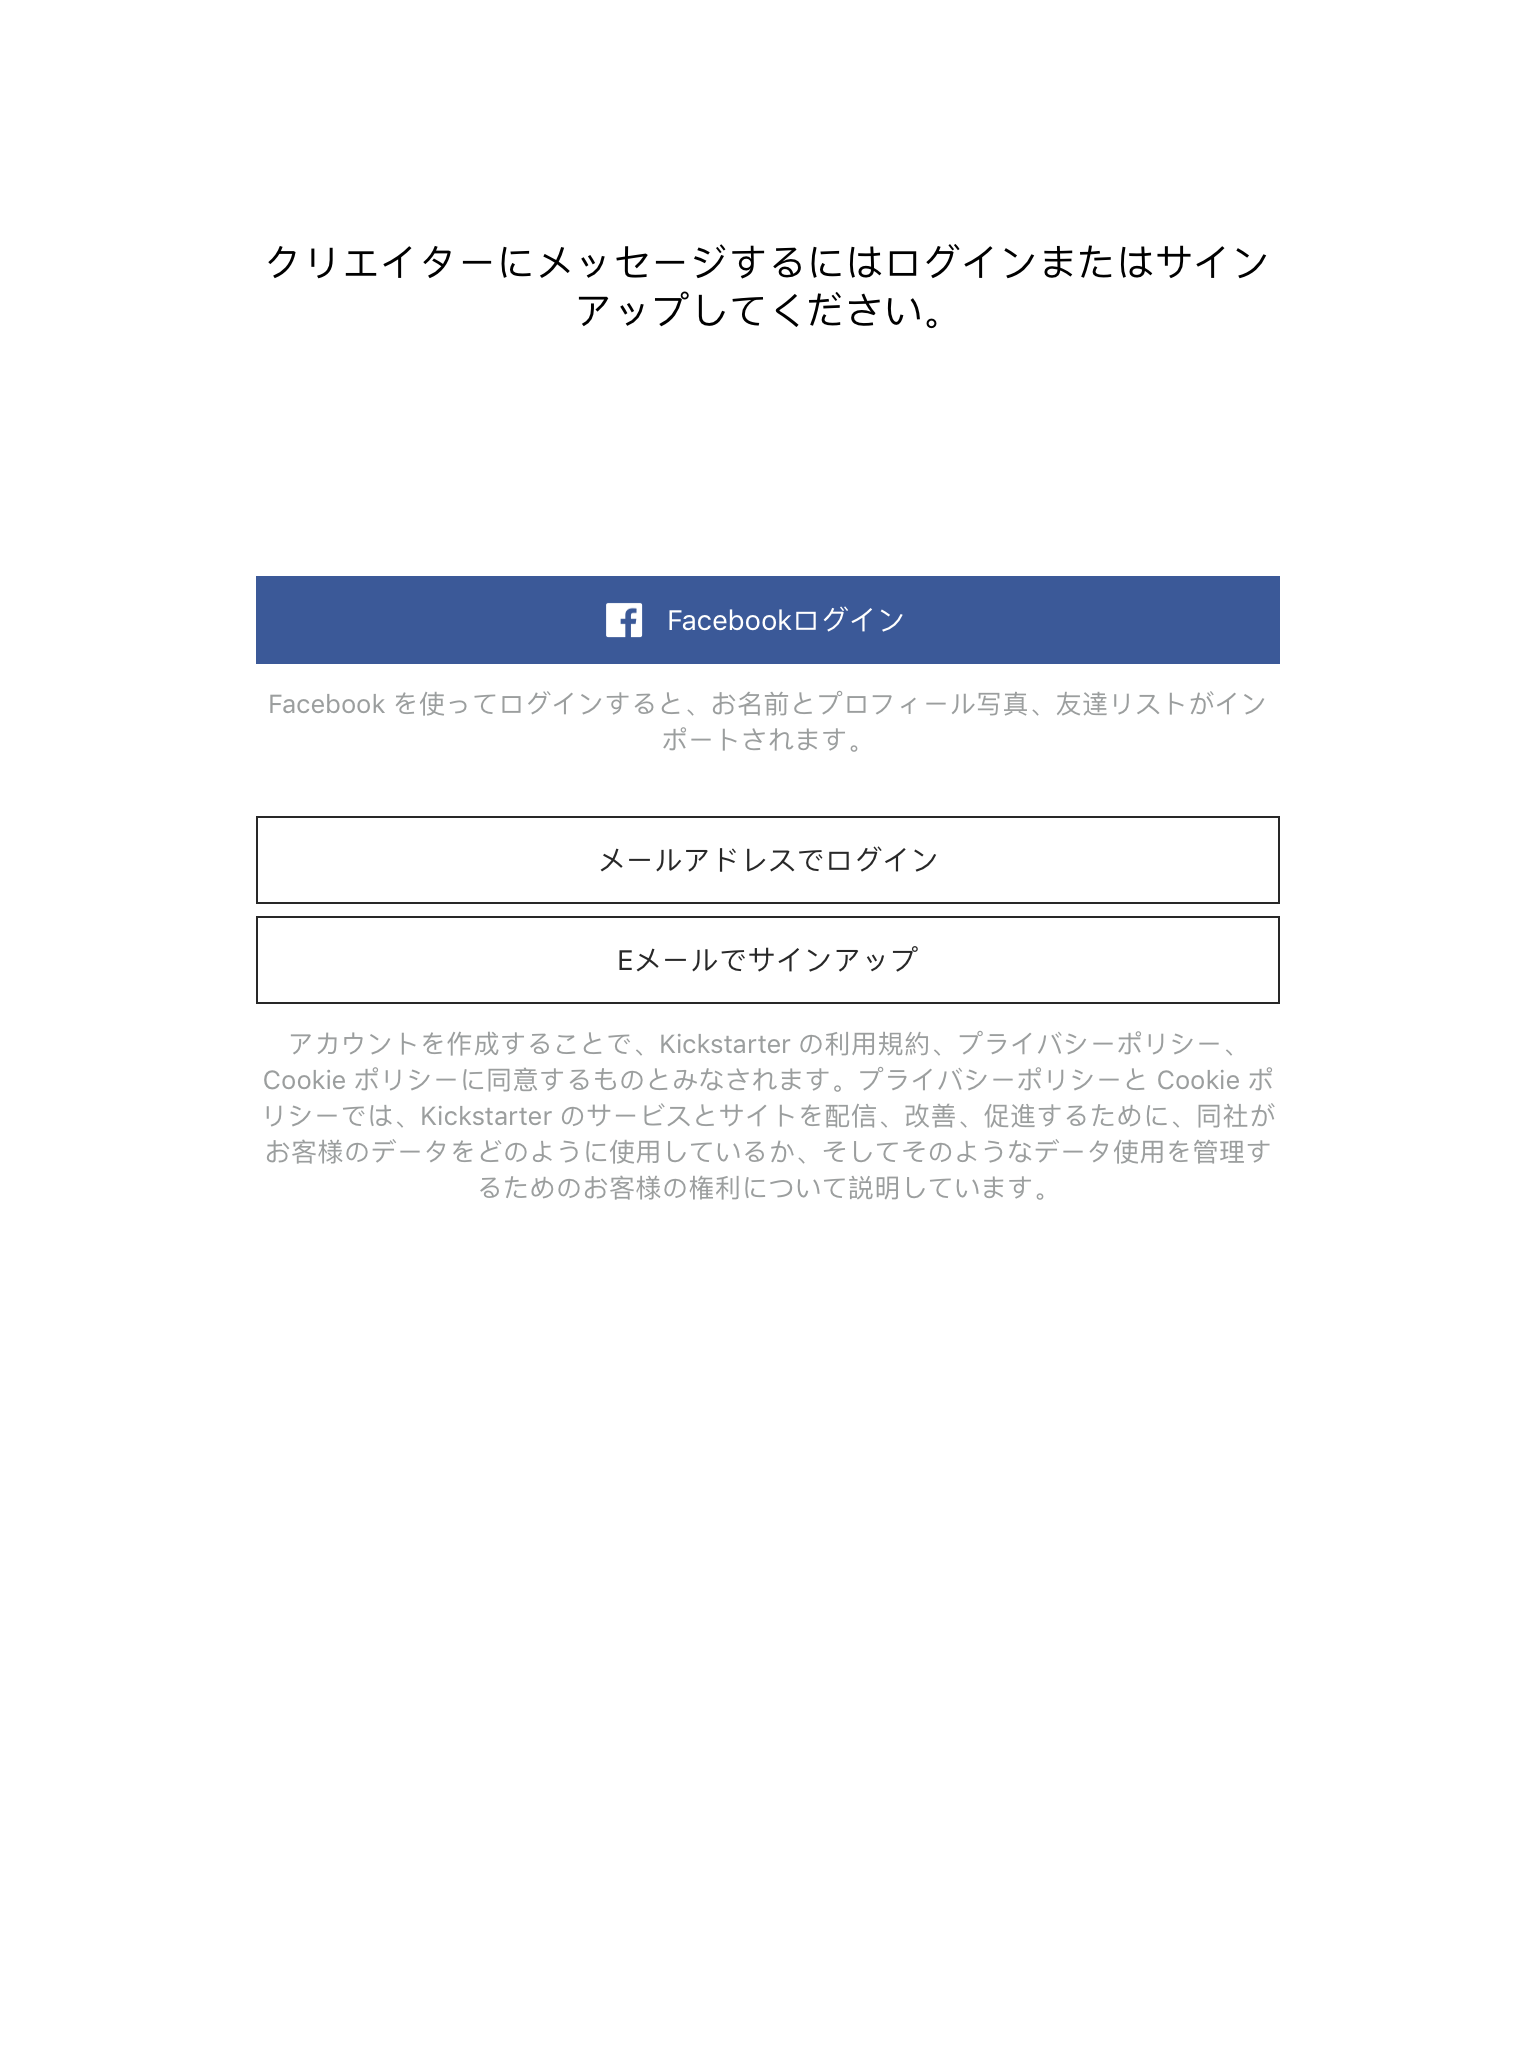 クリエイターにメッセージするにはログインまたはサイン
アップしてください。
Facebookログイン
Facebook を使ってログインすると、お名前とプロフィール写真、友達リストがイン
ポートされます。
メールアドレスでログイン
Eメールでサインアップ
アカウントを作成することで、Kickstarter の利用規約、プライバシーポリシー、
Cookie ポリシーに同意するものとみなされます。プライバシーポリシーと Cookie ポ
リシーでは、Kickstarter のサービスとサイトを配信、改善、促進するために、同社が
お客様のデータをどのように使用しているか、そしてそのようなデータ使用を管理す
るためのお客様の権利について説明しています。